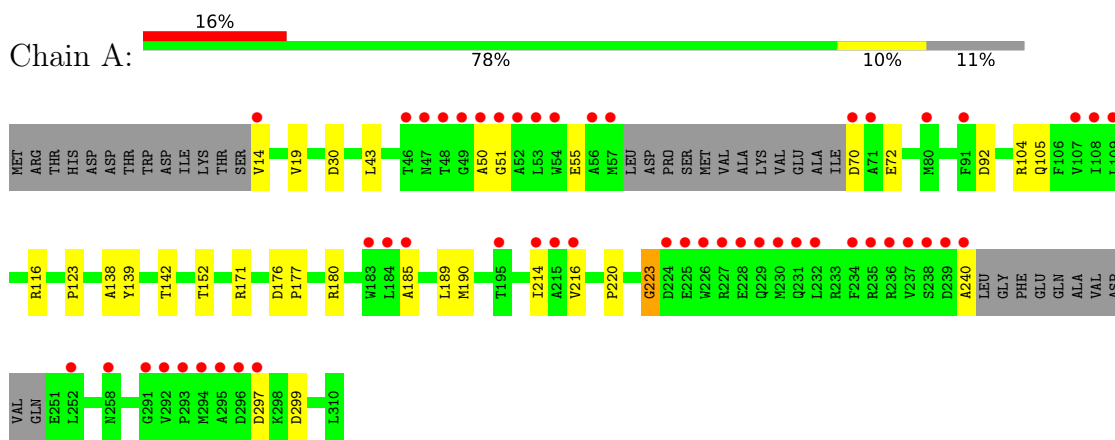 16%
Chain A:
78% 10% 11%
MET ARG THR HIS ASP ASP THR TRP ASP ILE LYS THR SER V14 V19 D30 L43 T46 N47 T48 G49 A50 G51 A52 L53 W54 E55 A56 M57 LEU ASP PRO SER MET VAL ALA LYS VAL GLU ALA ILE D70 A71 E72 M80 F91 D92 R104 Q105 F106 V107 I108 L109
R116 P123 A138 Y139 T142 T152 R171 D176 P177 R180 W183 L184 A185 L189 M190 T195 I214 A215 V216 P220 G223 D224 E225 W226 R227 E228 Q229 M230 Q231 L232 R233 F234 R235 R236 V237 S238 D239 A240 LEU GLY PHE GLU GLN ALA VAL ASP
VAL GLN E251 L252 N258 G291 V292 P293 M294 A295 D296 D297 K298 D299 L310